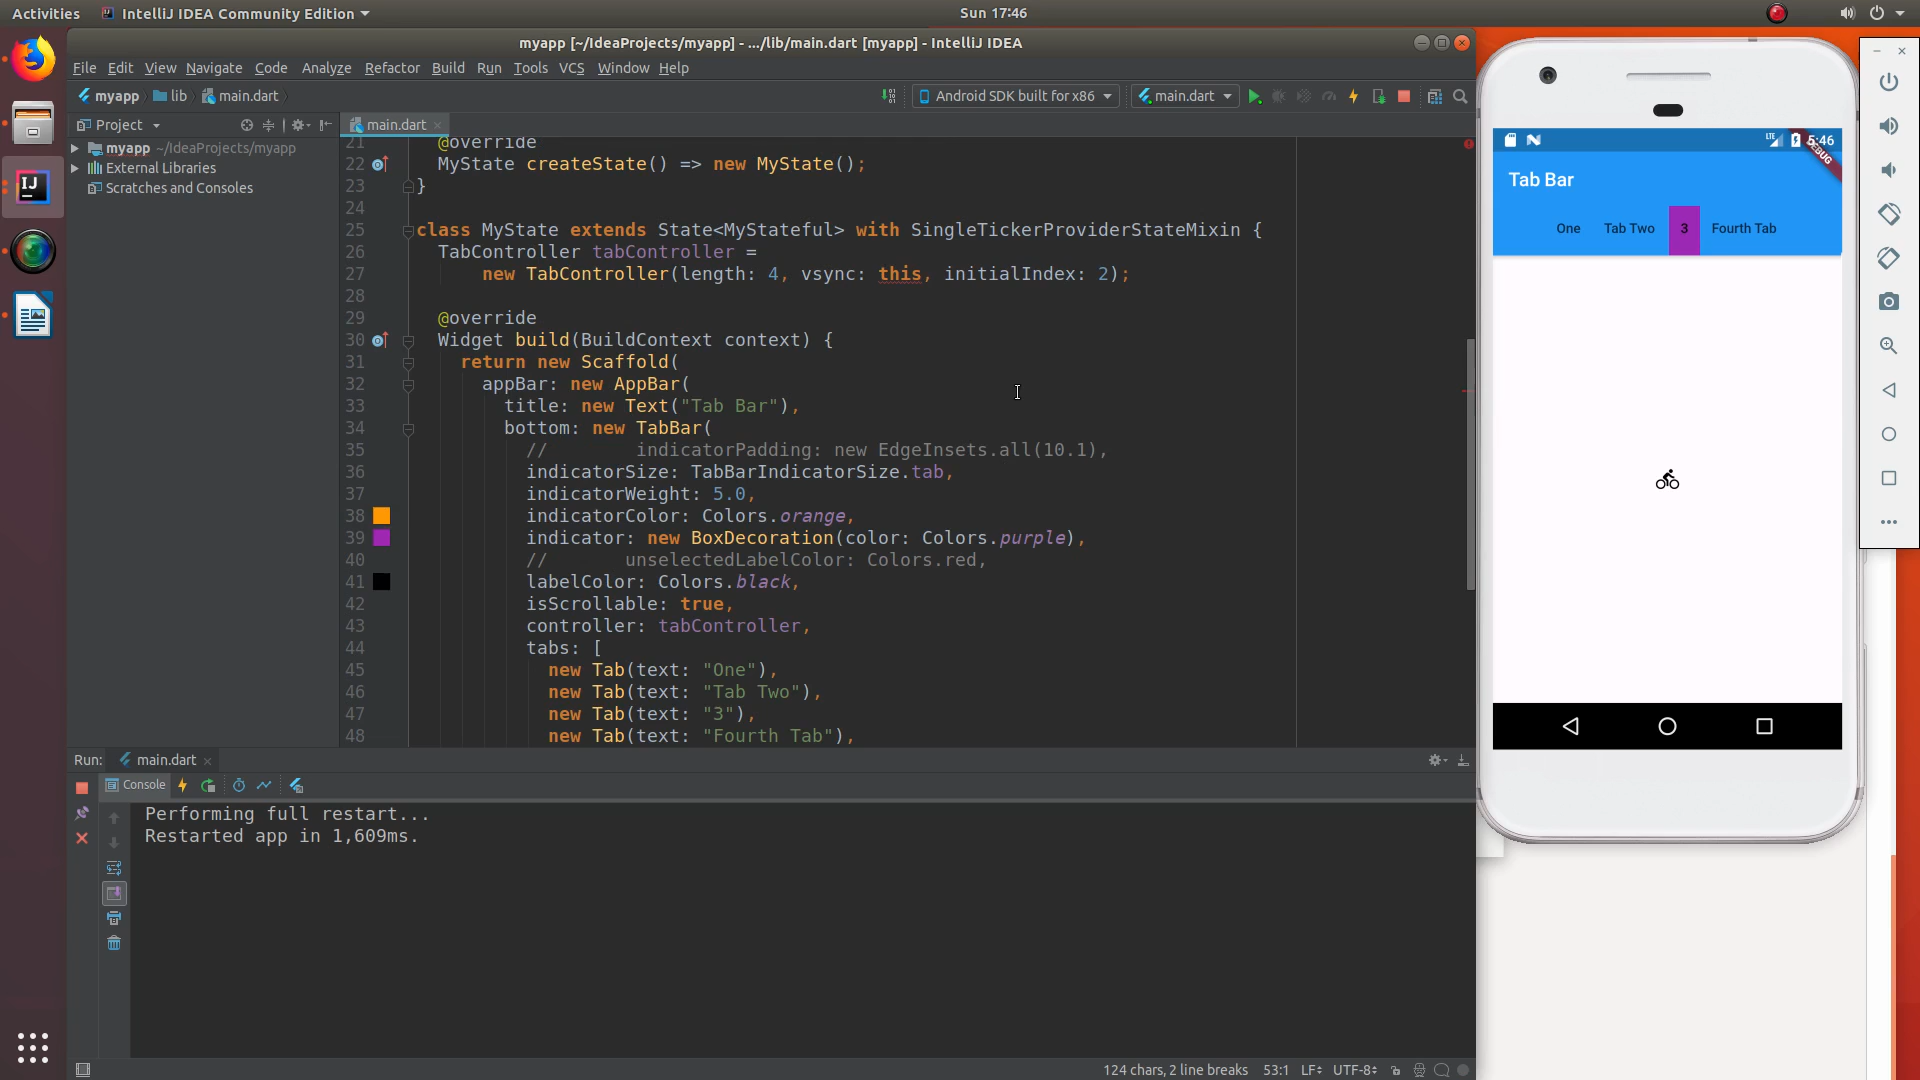 Activities IntelliJ IDEA Community Edition Sun 17:46
myapp [~/IdeaProjects/myapp] - .../lib/main.dart [myapp] - IntelliJ IDEA
File Edit View Navigate Code Analyze Refactor Build Run Tools VCS Window Help
myapp lib main.dart Android SDK built for x86 main.dart
Project main.dart
myapp ~/IdeaProjects/myapp
External Libraries
Scratches and Consoles
21 @override
22 MyState createState() => new MyState();
23 }
24
25 class MyState extends State<MyStateful> with SingleTickerProviderStateMixin {
26 TabController tabController =
27 new TabController(length: 4, vsync: this, initialIndex: 2);
28
29 @override
30 Widget build(BuildContext context) {
31 return new Scaffold(
32 appBar: new AppBar(
33 title: new Text("Tab Bar"),
34 bottom: new TabBar(
35 // indicatorPadding: new EdgeInsets.all(10.1),
36 indicatorSize: TabBarIndicatorSize.tab,
37 indicatorWeight: 5.0,
38 indicatorColor: Colors.orange,
39 indicator: new BoxDecoration(color: Colors.purple),
40 // unselectedLabelColor: Colors.red,
41 labelColor: Colors.black,
42 isScrollable: true,
43 controller: tabController,
44 tabs: [
45 new Tab(text: "One"),
46 new Tab(text: "Tab Two"),
47 new Tab(text: "3"),
48 new Tab(text: "Fourth Tab"),
Run: main.dart
Console
Performing full restart...
Restarted app in 1,609ms.
124 chars, 2 line breaks 53:1 LF UTF-8
LTE 5:46
DEBUG
Tab Bar
One Tab Two 3 Fourth Tab